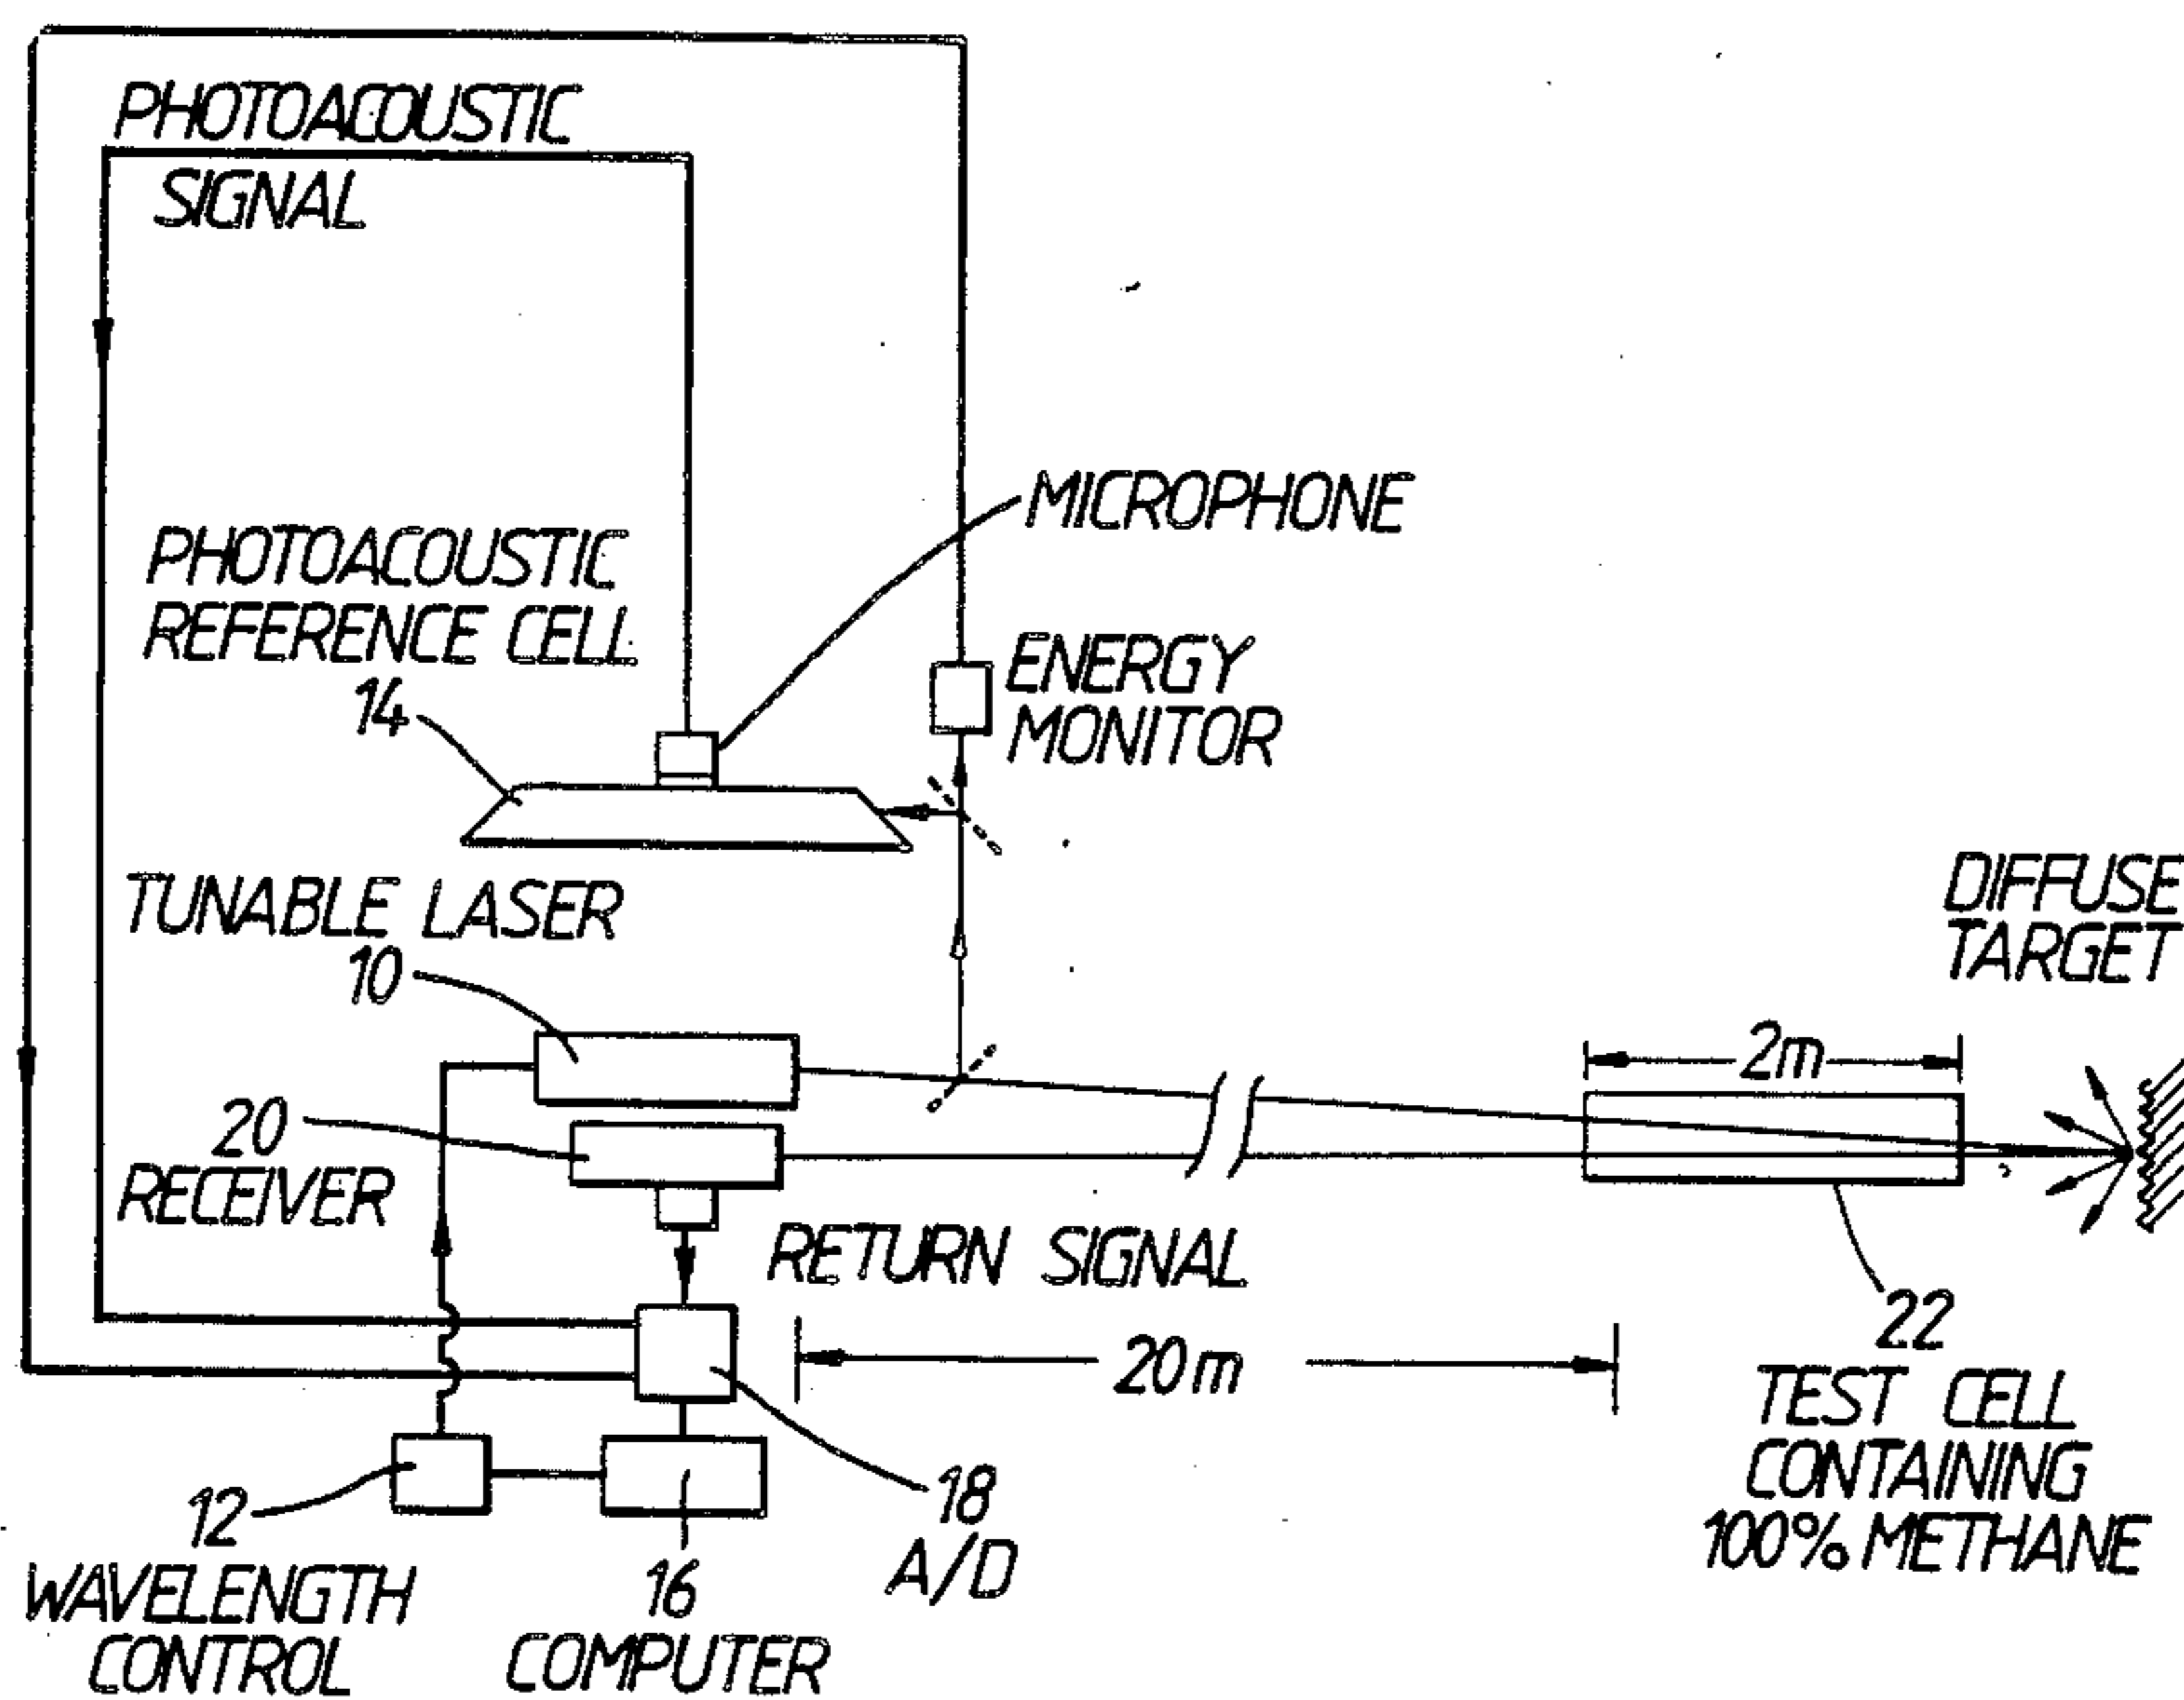 PHOTOACOUSTIC
SIGNAL
MICROPHONE
PHOTOACOUSTIC
REFERENCE CELL
14
ENERGY
MONITOR
TUNABLE LASER
10
DIFFUSE
TARGET
2m
20
RECEIVER
RETURN SIGNAL
22
20m
TEST CELL
CONTAINING
100% METHANE
12
WAVELENGTH
CONTROL
16
COMPUTER
18
A/D